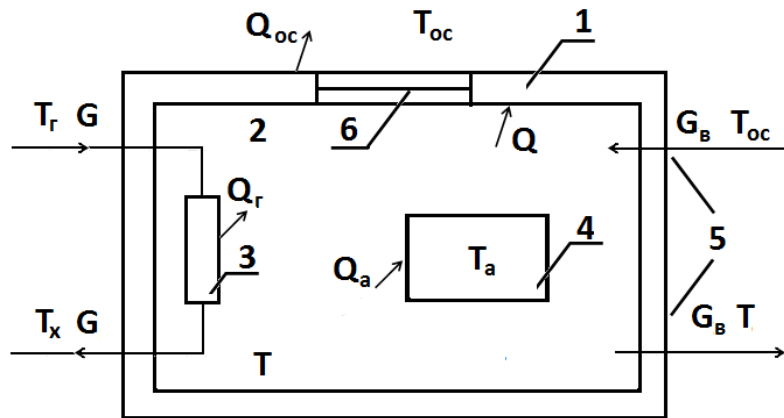 Qос Tос 1
Tг G 2 6 Q Gв Tос
Qг 3 Qа Tа 4 5
Tх G T Gв T